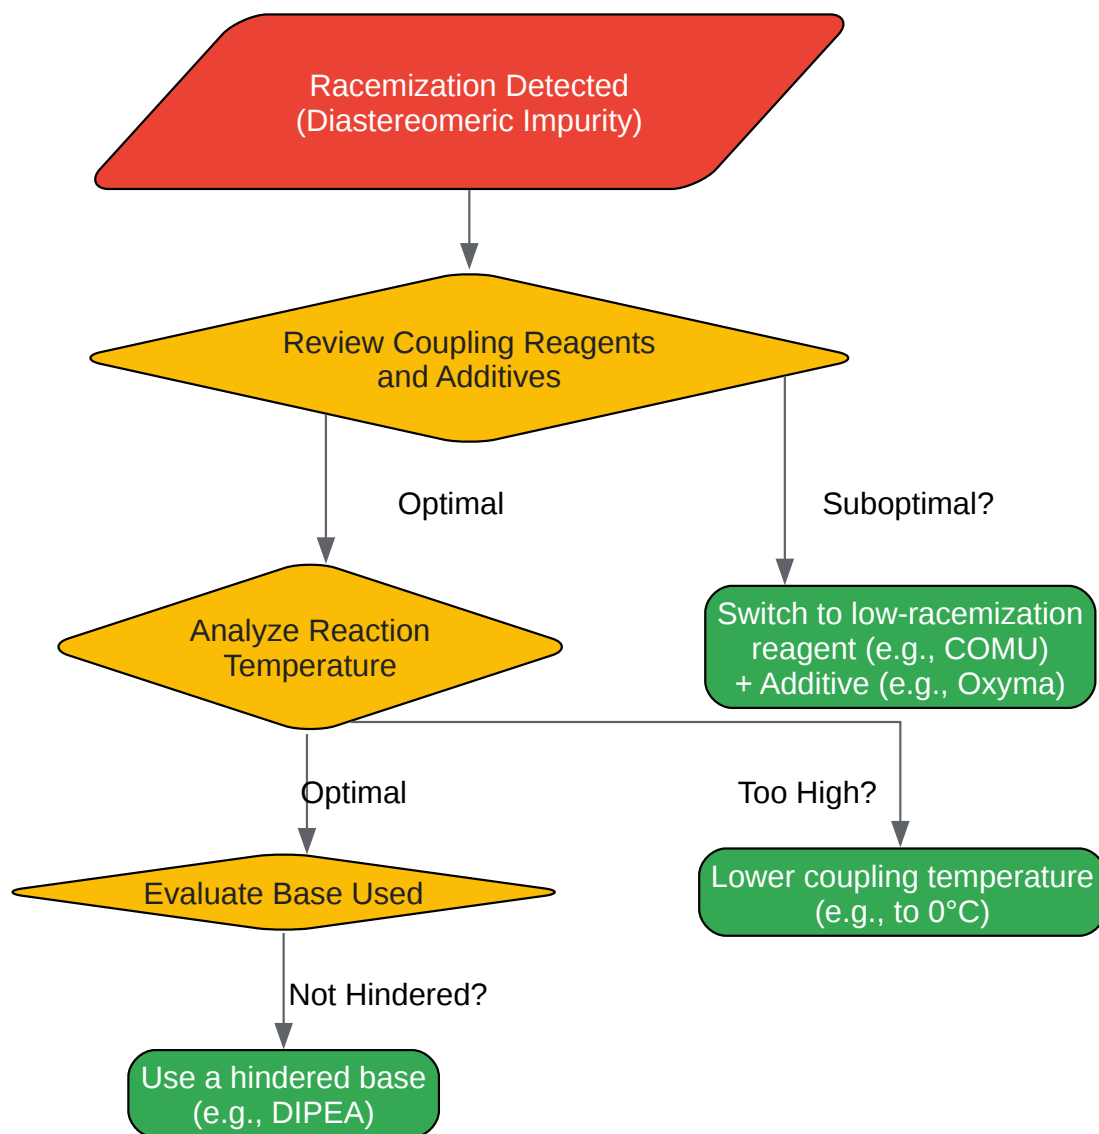 Racemization Detected
(Diastereomeric Impurity)
Review Coupling Reagents
and Additives
Optimal
Suboptimal?
Analyze Reaction
Temperature
Switch to low-racemization
reagent (e.g., COMU)
+ Additive (e.g., Oxyma)
Optimal
Too High?
Evaluate Base Used
Lower coupling temperature
(e.g., to 0°C)
Not Hindered?
Use a hindered base
(e.g., DIPEA)